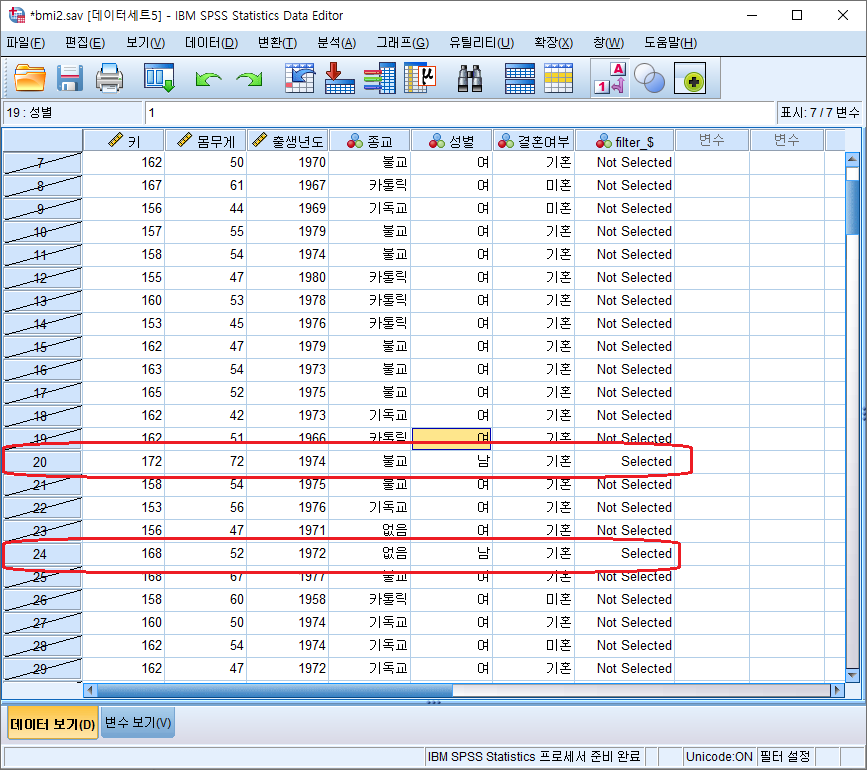 *bmi2.sav [데이터세트5] - IBM SPSS Statistics Data Editor
파일(F) 편집(E) 보기(V) 데이터(D) 변환(T) 분석(A) 그래프(G) 유틸리티(U) 확장(X) 창(W) 도움말(H)
19 : 성별 1 표시: 7 / 7 변수
키 몸무게 출생년도 종교 성별 결혼여부 filter_$ 변수 변수
7 162 50 1970 불교 여 기혼 Not Selected
8 167 61 1967 카톨릭 여 미혼 Not Selected
9 156 44 1969 기독교 여 미혼 Not Selected
10 157 55 1979 불교 여 기혼 Not Selected
11 158 54 1974 불교 여 기혼 Not Selected
12 155 47 1980 카톨릭 여 기혼 Not Selected
13 160 53 1978 카톨릭 여 기혼 Not Selected
14 153 45 1976 카톨릭 여 기혼 Not Selected
15 162 47 1979 불교 여 기혼 Not Selected
16 163 54 1973 불교 여 기혼 Not Selected
17 165 52 1975 불교 여 기혼 Not Selected
18 162 42 1973 기독교 여 기혼 Not Selected
19 162 51 1966 카톨릭 여 기혼 Not Selected
20 172 72 1974 불교 남 기혼 Selected
21 158 54 1975 불교 여 기혼 Not Selected
22 153 56 1976 기독교 여 기혼 Not Selected
23 156 47 1971 없음 여 기혼 Not Selected
24 168 52 1972 없음 남 기혼 Selected
25 168 67 1977 불교 여 기혼 Not Selected
26 158 60 1958 카톨릭 여 미혼 Not Selected
27 160 50 1974 기독교 여 기혼 Not Selected
28 162 54 1974 기독교 여 미혼 Not Selected
29 162 47 1972 기독교 여 기혼 Not Selected
데이터 보기(D) 변수 보기(V)
IBM SPSS Statistics 프로세서 준비 완료 Unicode:ON 필터 설정